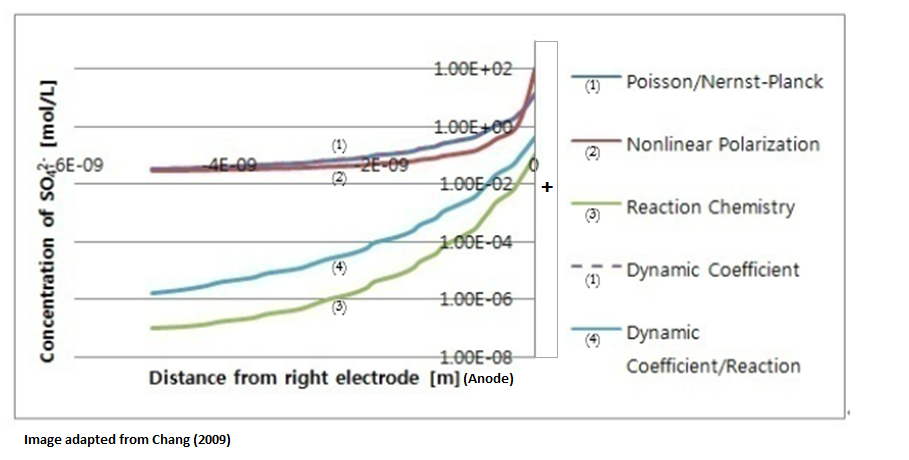 Concentration of SO₄²⁻ [mol/L]
1.00E+02
1.00E+00
1.00E-02
1.00E-04
1.00E-06
1.00E-08
-6E-09
-4E-09
-2E-09
0
(1)
(2)
(4)
(3)
+
Distance from right electrode [m] (Anode)
(1) Poisson/Nernst-Planck
(2) Nonlinear Polarization
(3) Reaction Chemistry
(1) Dynamic Coefficient
(4) Dynamic
Coefficient/Reaction
Image adapted from Chang (2009)